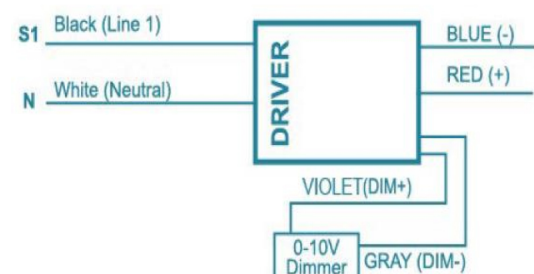 S1 Black (Line 1)
N White (Neutral)
DRIVER
BLUE (-)
RED (+)
VIOLET(DIM+)
0-10V
Dimmer
GRAY (DIM-)